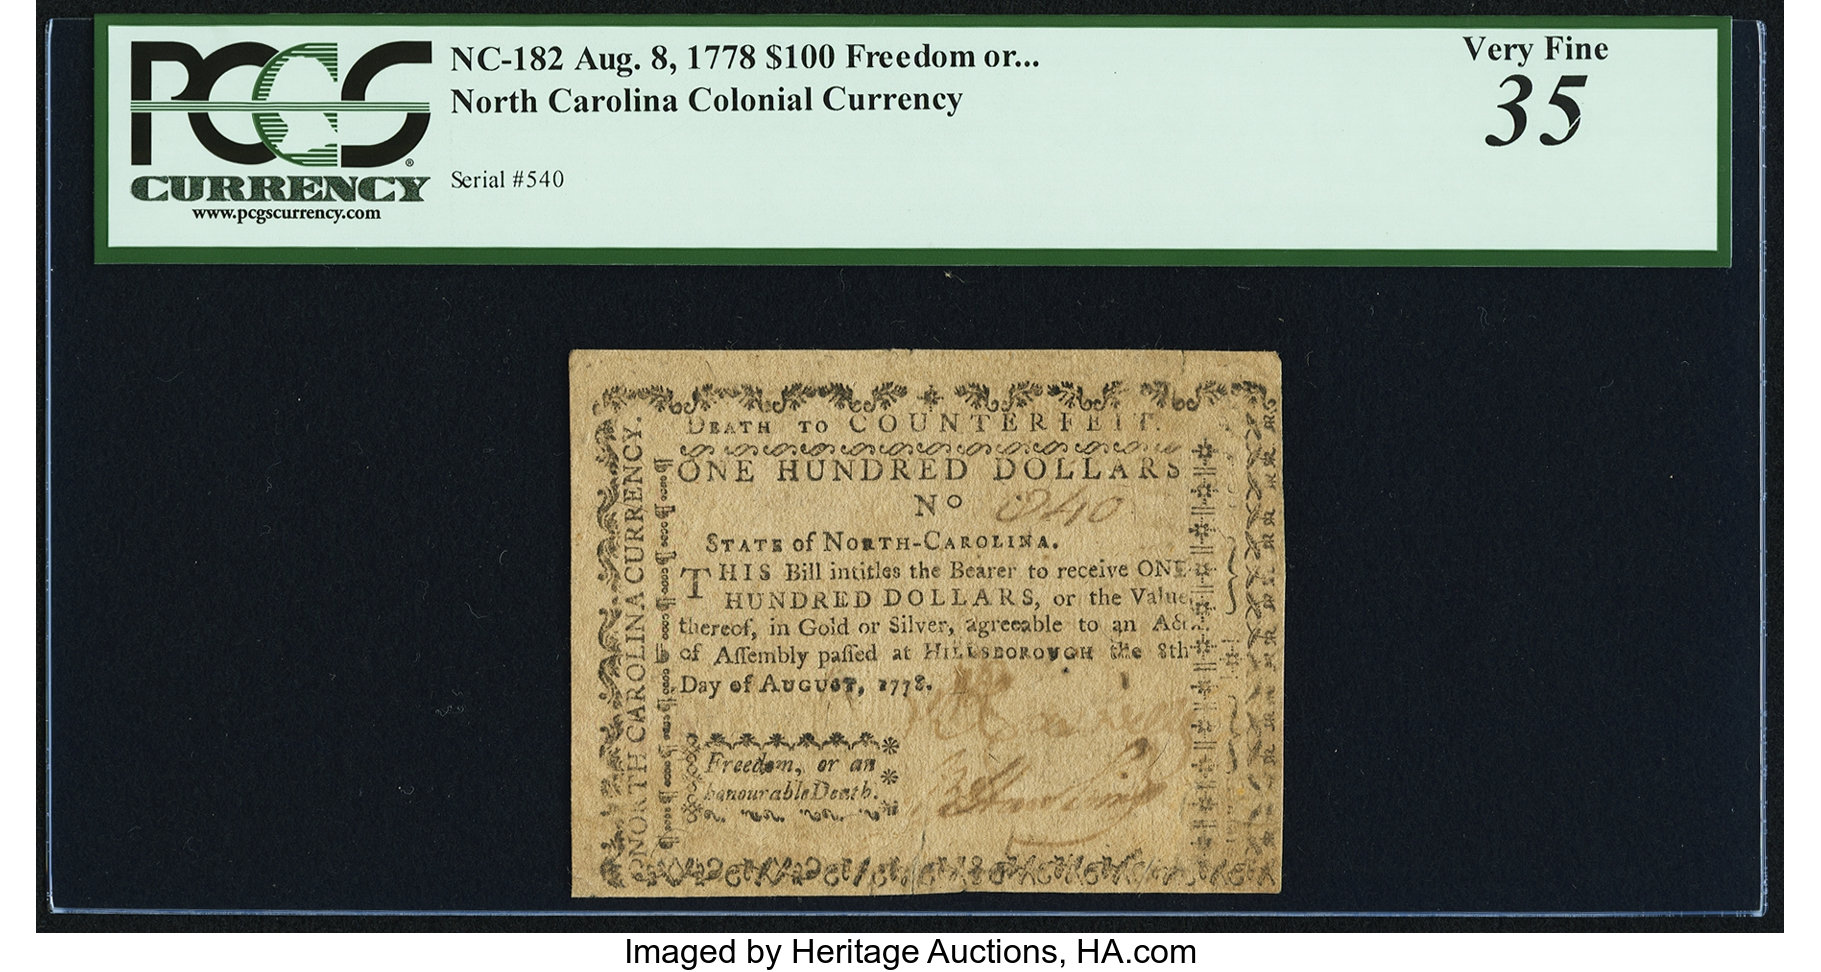 PCGS
CURRENCY
www.pcgscurrency.com
NC-182 Aug. 8, 1778 $100 Freedom or...
North Carolina Colonial Currency
Serial #540
Very Fine
35
DEATH TO COUNTERFEIT.
ONE HUNDRED DOLLARS
No 540
STATE of NORTH-CAROLINA.
THIS Bill intitles the Bearer to receive ONE
HUNDRED DOLLARS, or the Value
thereof, in Gold or Silver, agreeable to an Act
of Aſſembly paſſed at HILLSBOROUGH the 8th
Day of AUGUST, 1778.
Freedom, or an
honourable Death.
NORTH CAROLINA CURRENCY.
Imaged by Heritage Auctions, HA.com